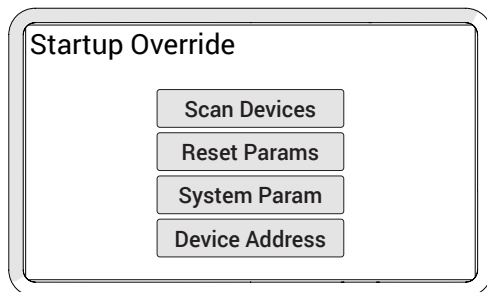 Startup Override
Scan Devices
Reset Params
System Param
Device Address